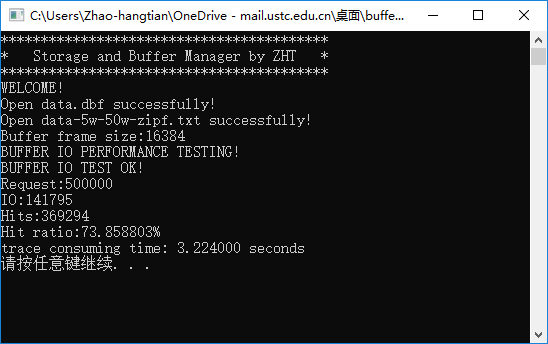 C:\Users\Zhao-hangtian\OneDrive - mail.ustc.edu.cn\桌面\buffe...
*****************************************
*   Storage and Buffer Manager by ZHT   *
*****************************************
WELCOME!
Open data.dbf successfully!
Open data-5w-50w-zipf.txt successfully!
Buffer frame size:16384
BUFFER IO PERFORMANCE TESTING!
BUFFER IO TEST OK!
Request:500000
IO:141795
Hits:369294
Hit ratio:73.858803%
trace consuming time: 3.224000 seconds
请按任意键继续. . .